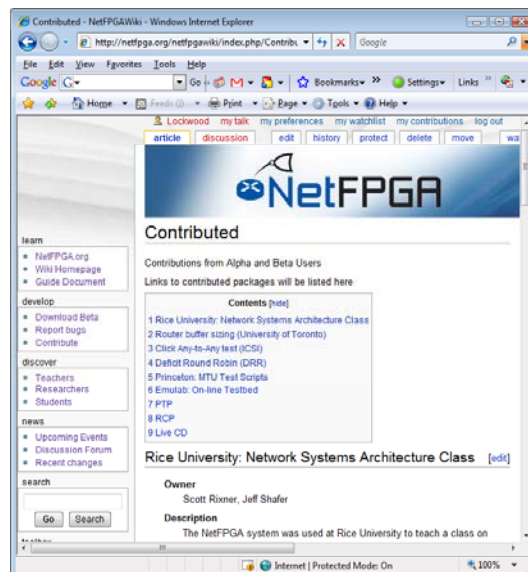 Contributed - NetFPGAWiki - Windows Internet Explorer
http://netfpga.org/netfpgawiki/index.php/Contribu
Google
File Edit View Favorites Tools Help
Google G Go Bookmarks Settings Links
Home Feeds (J) Print Page Tools Help
Lockwood my talk my preferences my watchlist my contributions log out
article discussion edit history protect delete move wa
NetFPGA
Contributed
Contributions from Alpha and Beta Users
Links to contributed packages will be listed here
Contents [hide]
1 Rice University: Network Systems Architecture Class
2 Router buffer sizing (University of Toronto)
3 Click Any-to-Any test (ICSI)
4 Deficit Round Robin (DRR)
5 Princeton: MTU Test Scripts
6 Emulab: On-line Testbed
7 PTP
8 RCP
9 Live CD
Rice University: Network Systems Architecture Class [edit]
Owner
Scott Rixner, Jeff Shafer
Description
The NetFPGA system was used at Rice University to teach a class on
learn
NetFPGA.org
Wiki Homepage
Guide Document
develop
Download Beta
Report bugs
Contribute
discover
Teachers
Researchers
Students
news
Upcoming Events
Discussion Forum
Recent changes
search
Go Search
toolbox
Internet | Protected Mode: On 100%